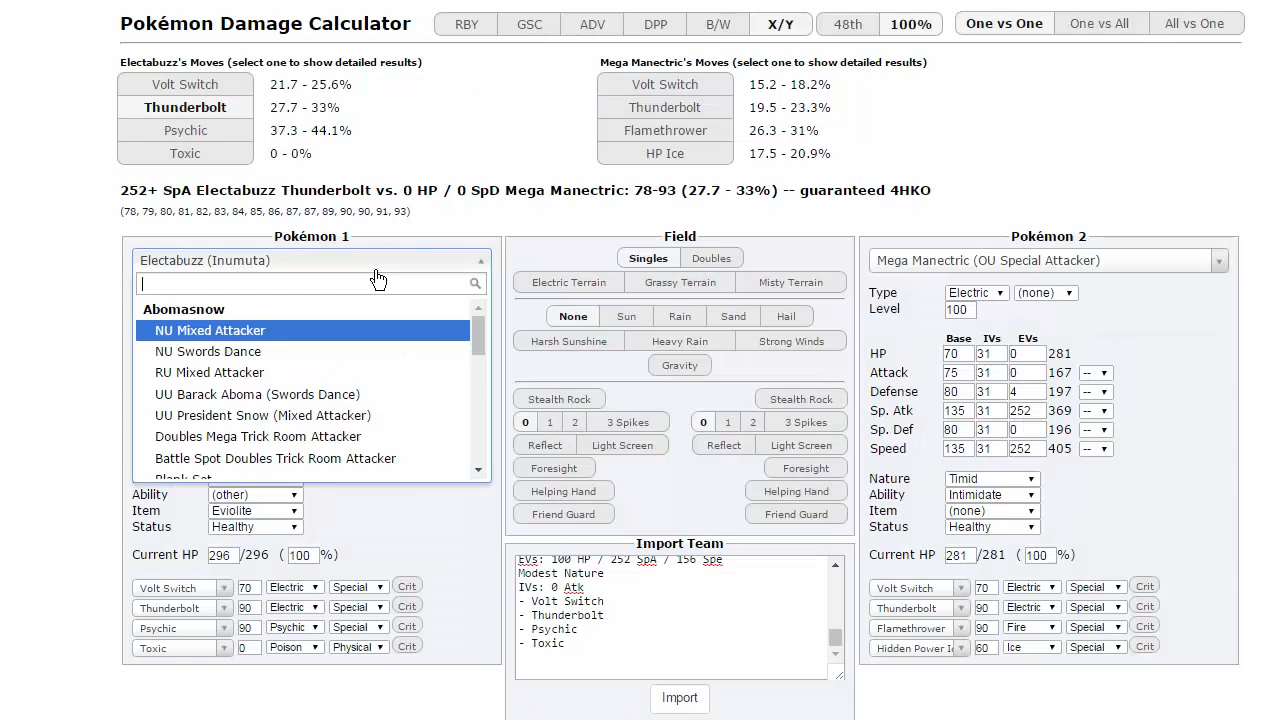 Pokémon Damage Calculator RBY GSC ADV DPP B/W X/Y 48th 100% One vs One One vs All All vs One
Electabuzz's Moves (select one to show detailed results)
Volt Switch 21.7 - 25.6%
Thunderbolt 27.7 - 33%
Psychic 37.3 - 44.1%
Toxic 0 - 0%
Mega Manectric's Moves (select one to show detailed results)
Volt Switch 15.2 - 18.2%
Thunderbolt 19.5 - 23.3%
Flamethrower 26.3 - 31%
HP Ice 17.5 - 20.9%
252+ SpA Electabuzz Thunderbolt vs. 0 HP / 0 SpD Mega Manectric: 78-93 (27.7 - 33%) -- guaranteed 4HKO
(78, 79, 80, 81, 82, 83, 84, 85, 86, 87, 87, 89, 90, 90, 91, 93)
Pokémon 1
Electabuzz (Inumuta)
Abomasnow
NU Mixed Attacker
NU Swords Dance
RU Mixed Attacker
UU Barack Aboma (Swords Dance)
UU President Snow (Mixed Attacker)
Doubles Mega Trick Room Attacker
Battle Spot Doubles Trick Room Attacker
Blank Set
Ability (other)
Item Eviolite
Status Healthy
Current HP 296 /296 ( 100 %)
Volt Switch 70 Electric Special Crit
Thunderbolt 90 Electric Special Crit
Psychic 90 Psychic Special Crit
Toxic 0 Poison Physical Crit
Field
Singles Doubles
Electric Terrain Grassy Terrain Misty Terrain
None Sun Rain Sand Hail
Harsh Sunshine Heavy Rain Strong Winds
Gravity
Stealth Rock Stealth Rock
0 1 2 3 Spikes 0 1 2 3 Spikes
Reflect Light Screen Reflect Light Screen
Foresight Foresight
Helping Hand Helping Hand
Friend Guard Friend Guard
Import Team
EVs: 100 HP / 252 SpA / 156 Spe
Modest Nature
IVs: 0 Atk
- Volt Switch
- Thunderbolt
- Psychic
- Toxic
Import
Pokémon 2
Mega Manectric (OU Special Attacker)
Type Electric (none)
Level 100
Base IVs EVs
HP 70 31 0 281
Attack 75 31 0 167 --
Defense 80 31 4 197 --
Sp. Atk 135 31 252 369 --
Sp. Def 80 31 0 196 --
Speed 135 31 252 405 --
Nature Timid
Ability Intimidate
Item (none)
Status Healthy
Current HP 281 /281 ( 100 %)
Volt Switch 70 Electric Special Crit
Thunderbolt 90 Electric Special Crit
Flamethrower 90 Fire Special Crit
Hidden Power Ic 60 Ice Special Crit